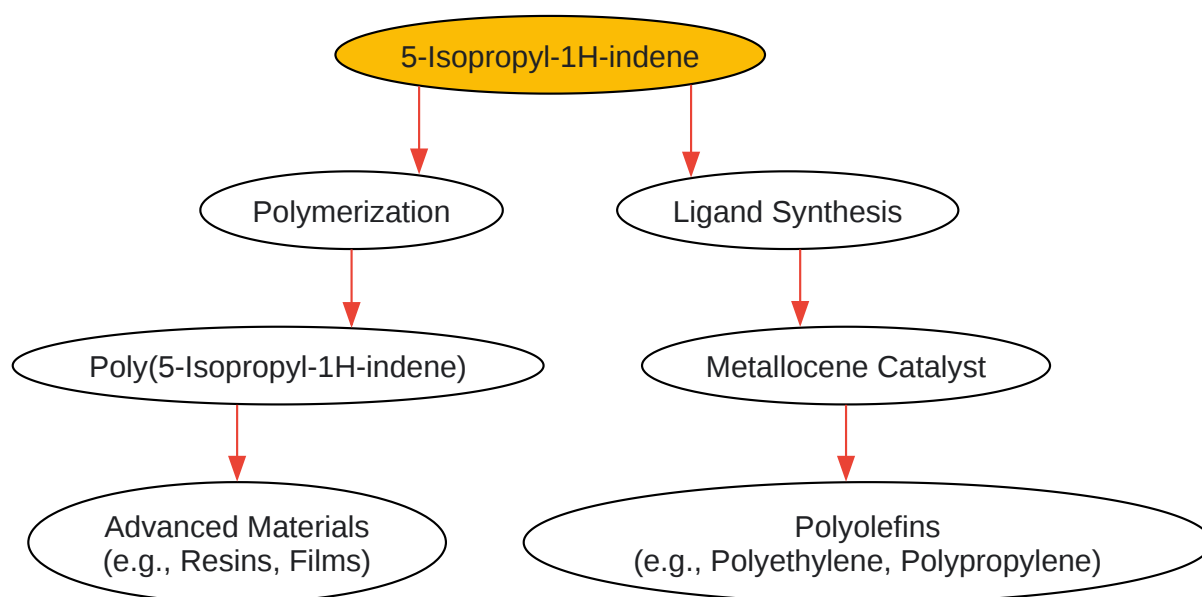 5-Isopropyl-1H-indene
Polymerization
Ligand Synthesis
Poly(5-Isopropyl-1H-indene)
Metallocene Catalyst
Advanced Materials
(e.g., Resins, Films)
Polyolefins
(e.g., Polyethylene, Polypropylene)